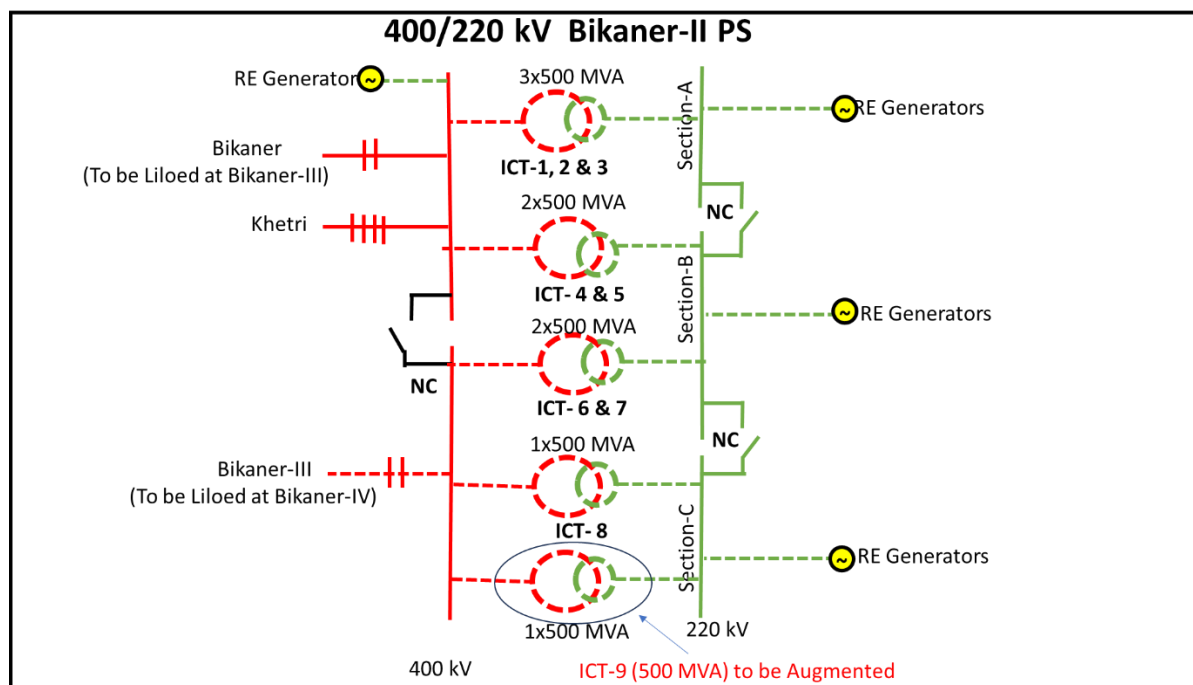 400/220 kV Bikaner-II PS
RE Generator
~
3x500 MVA
Section-A
~
RE Generators
Bikaner
(To be Liloed at Bikaner-III)
ICT-1, 2 & 3
2x500 MVA
NC
Khetri
ICT- 4 & 5
Section-B
~
RE Generators
2x500 MVA
NC
ICT- 6 & 7
NC
1x500 MVA
Bikaner-III
(To be Liloed at Bikaner-IV)
ICT- 8
Section-C
~
RE Generators
1x500 MVA
220 kV
400 kV
ICT-9 (500 MVA) to be Augmented